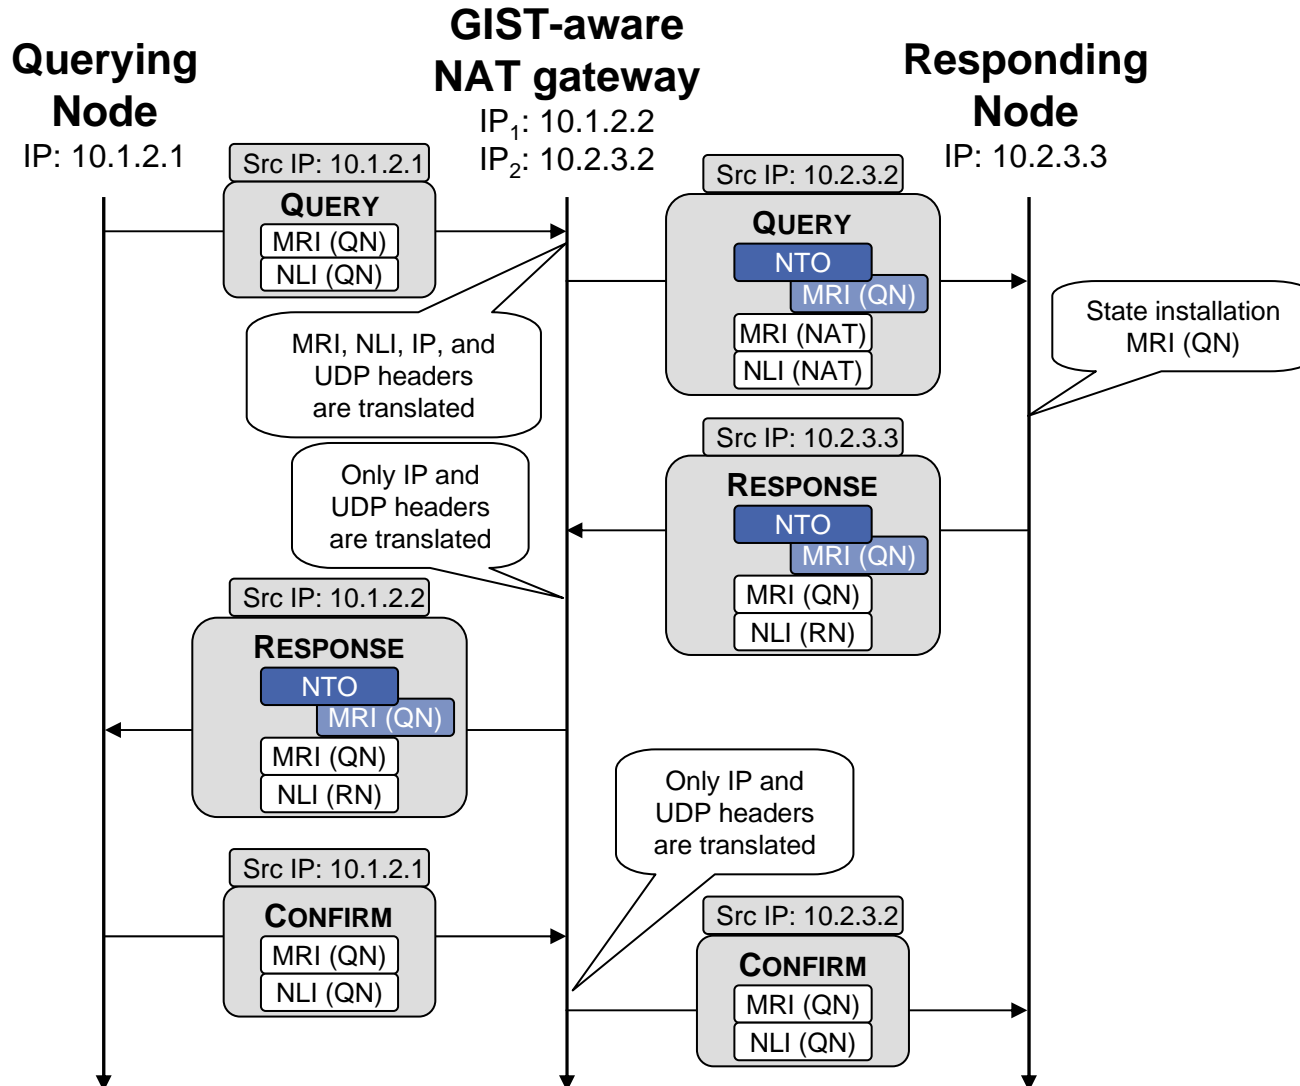 Querying
Node
IP: 10.1.2.1
GIST-aware
NAT gateway
IP₁: 10.1.2.2
IP₂: 10.2.3.2
Responding
Node
IP: 10.2.3.3
Src IP: 10.1.2.1
QUERY
MRI (QN)
NLI (QN)
Src IP: 10.2.3.2
QUERY
NTO
MRI (QN)
MRI (NAT)
NLI (NAT)
MRI, NLI, IP, and
UDP headers
are translated
State installation
MRI (QN)
Src IP: 10.2.3.3
RESPONSE
NTO
MRI (QN)
MRI (QN)
NLI (RN)
Only IP and
UDP headers
are translated
Src IP: 10.1.2.2
RESPONSE
NTO
MRI (QN)
MRI (QN)
NLI (RN)
Src IP: 10.1.2.1
CONFIRM
MRI (QN)
NLI (QN)
Only IP and
UDP headers
are translated
Src IP: 10.2.3.2
CONFIRM
MRI (QN)
NLI (QN)